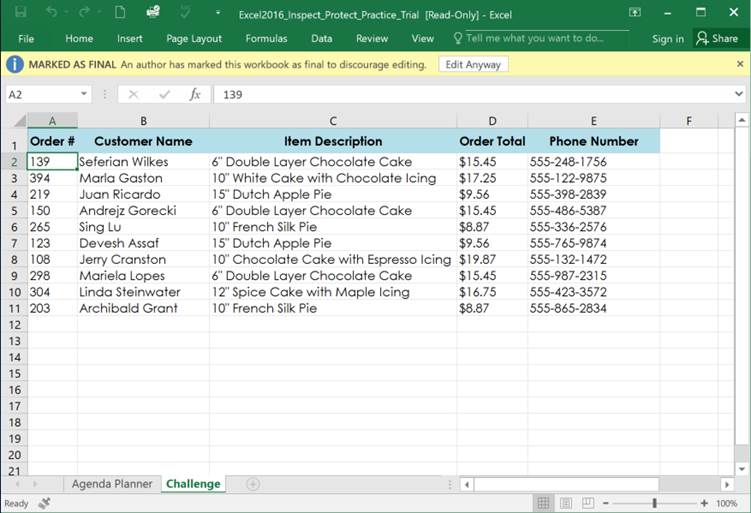 Excel2016_Inspect_Protect_Practice_Trial [Read-Only] - Excel
File Home Insert Page Layout Formulas Data Review View Tell me what you want to do... Sign in Share
MARKED AS FINAL An author has marked this workbook as final to discourage editing. Edit Anyway
A2 fx 139
A B C D E F
1 Order # Customer Name Item Description Order Total Phone Number
2 139 Seferian Wilkes 6" Double Layer Chocolate Cake $15.45 555-248-1756
3 394 Marla Gaston 10" White Cake with Chocolate Icing $17.25 555-122-9875
4 219 Juan Ricardo 15" Dutch Apple Pie $9.56 555-398-2839
5 150 Andrejz Gorecki 6" Double Layer Chocolate Cake $15.45 555-486-5387
6 265 Sing Lu 10" French Silk Pie $8.87 555-336-2576
7 123 Devesh Assaf 15" Dutch Apple Pie $9.56 555-765-9874
8 108 Jerry Cranston 10" Chocolate Cake with Espresso Icing $19.87 555-132-1472
9 298 Mariela Lopes 6" Double Layer Chocolate Cake $15.45 555-987-2315
10 304 Linda Steinwater 12" Spice Cake with Maple Icing $16.75 555-423-3572
11 203 Archibald Grant 10" French Silk Pie $8.87 555-865-2834
12
13
14
15
16
17
18
19
20
21
Agenda Planner Challenge
Ready 100%